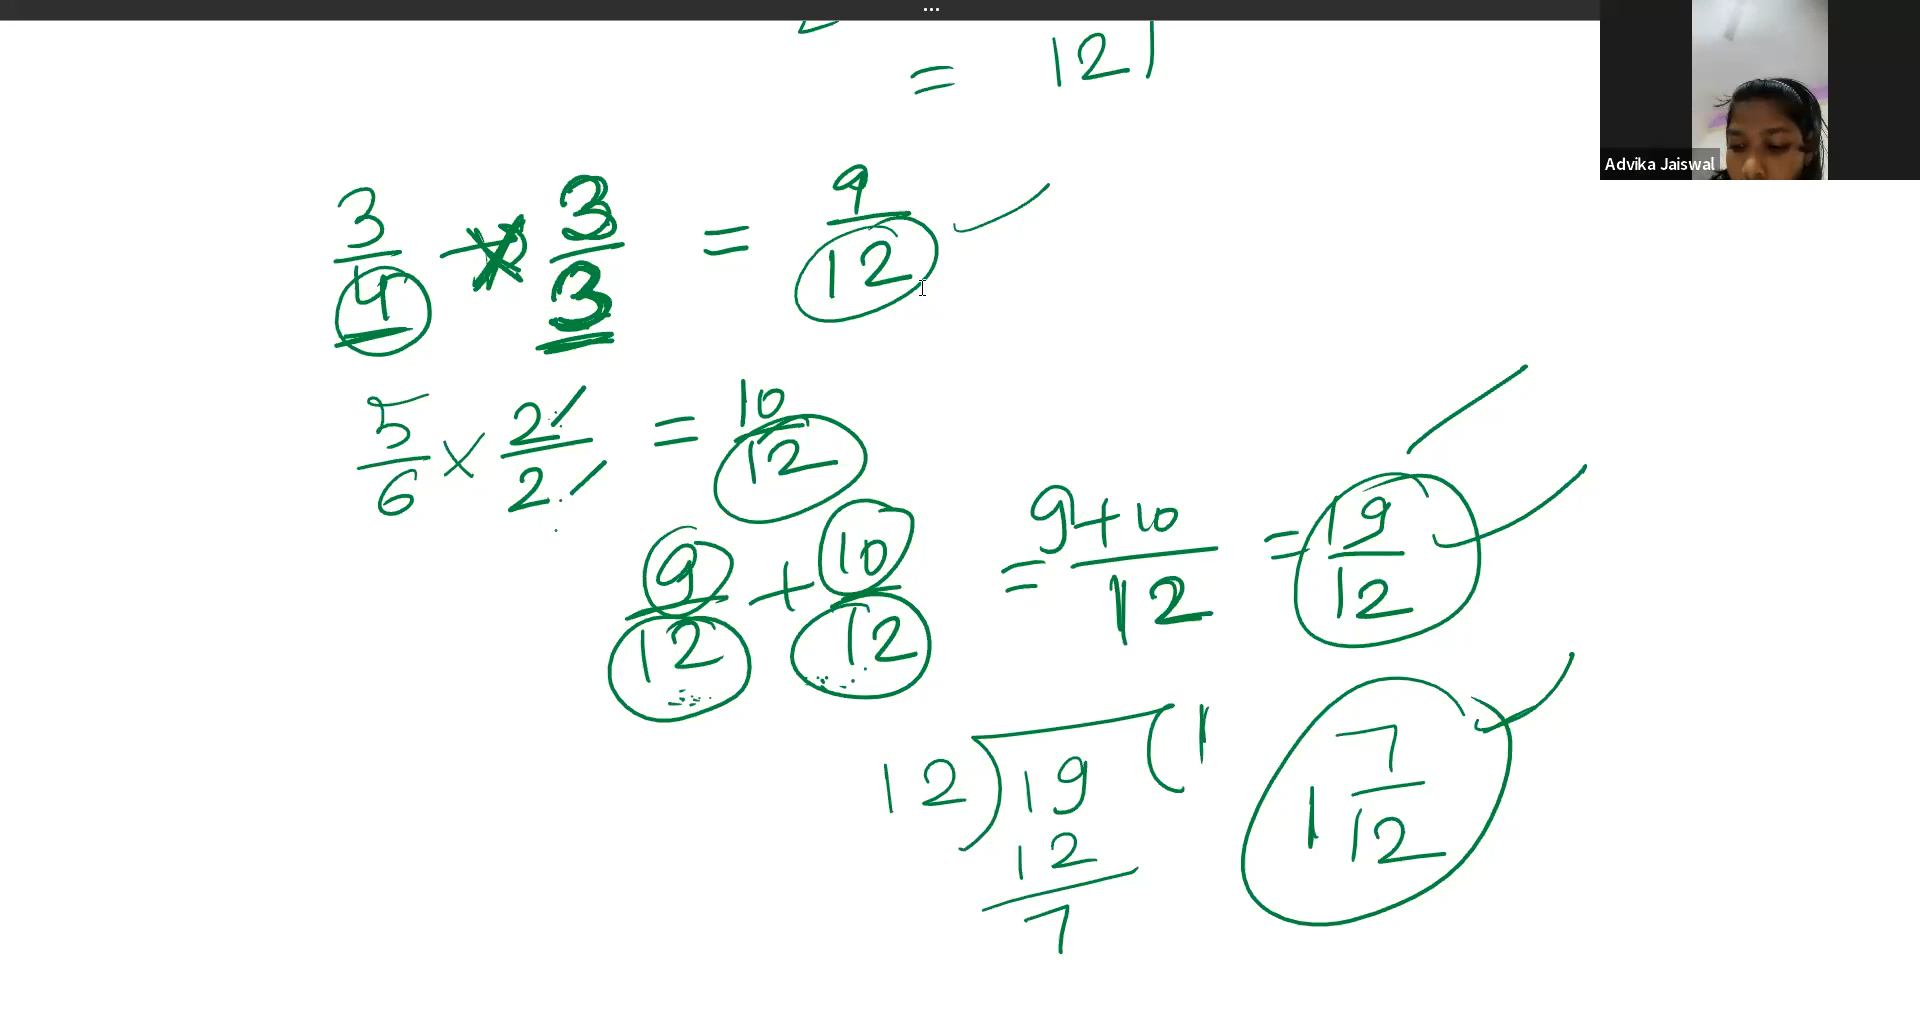 = 12
Advika Jaiswal
3/4 × 3/3 = 9/12
5/6 × 2/2 = 10/12
9/12 + 10/12 = 9+10/12 = 19/12
12)19(1
12
7
1 7/12